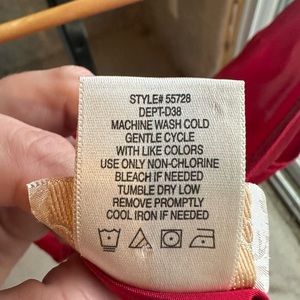 STYLE# 55728
DEPT-D38
MACHINE WASH COLD
GENTLE CYCLE
WITH LIKE COLORS
USE ONLY NON-CHLORINE
BLEACH IF NEEDED
TUMBLE DRY LOW
REMOVE PROMPTLY
COOL IRON IF NEEDED